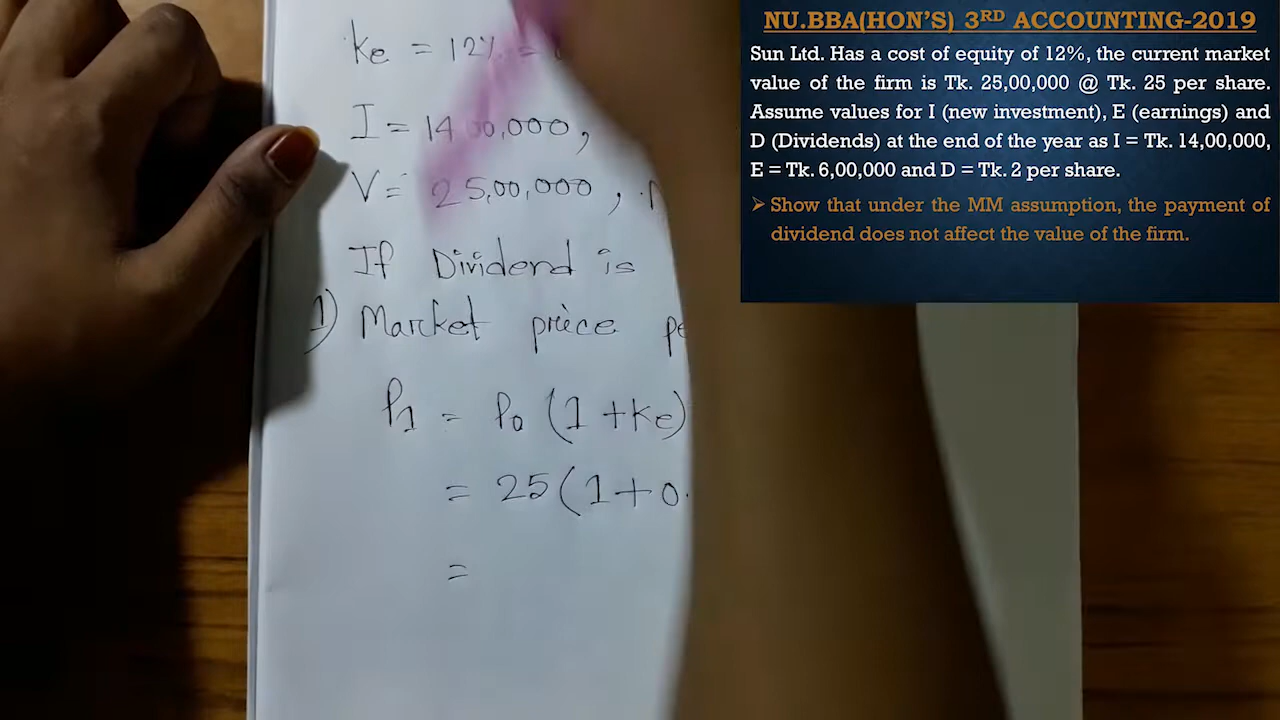 NU.BBA(HON'S) 3RD ACCOUNTING-2019
Sun Ltd. Has a cost of equity of 12%, the current market
value of the firm is Tk. 25,00,000 @ Tk. 25 per share.
Assume values for I (new investment), E (earnings) and
D (Dividends) at the end of the year as I = Tk. 14,00,000,
E = Tk. 6,00,000 and D = Tk. 2 per share.
➢ Show that under the MM assumption, the payment of
dividend does not affect the value of the firm.
Ke = 12% =
I = 14,00,000,
V = 25,00,000,
If Dividend is
1) Market price
P1 = P0 (1+Ke)
= 25(1+0.
=